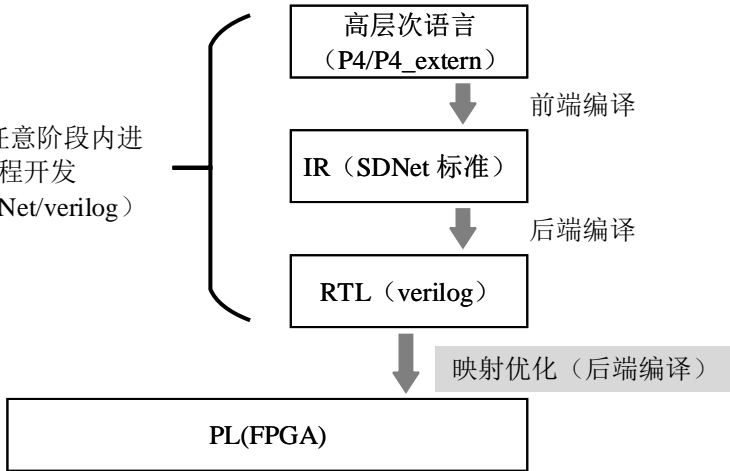 高层次语言
（P4/P4_extern）
前端编译
任意阶段内进
程开发
Net/verilog）
IR（SDNet 标准）
后端编译
RTL（verilog）
映射优化（后端编译）
PL(FPGA)